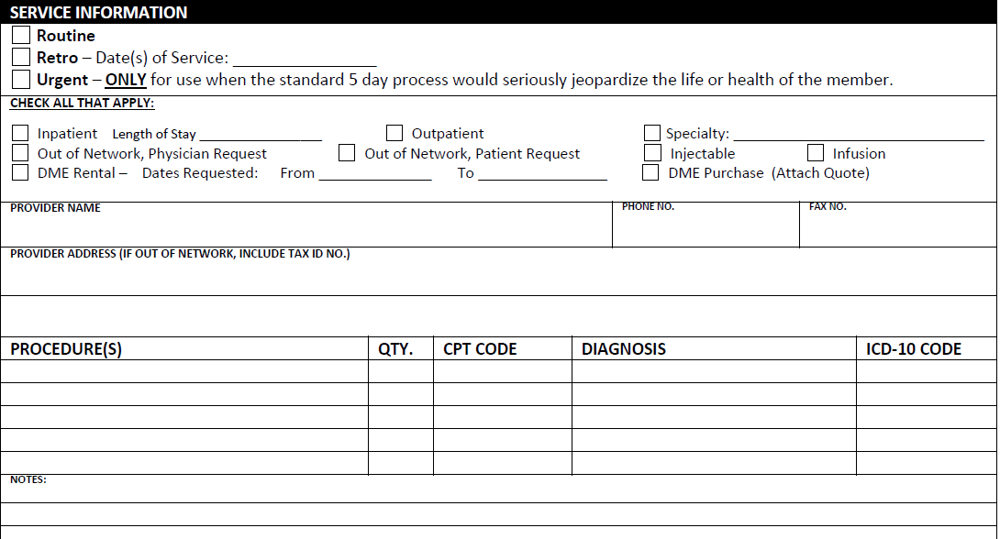 SERVICE INFORMATION
Routine
Retro – Date(s) of Service: ___________________
Urgent – ONLY for use when the standard 5 day process would seriously jeopardize the life or health of the member.
CHECK ALL THAT APPLY:
Inpatient Length of Stay ________________ Outpatient Specialty: _________________________________
Out of Network, Physician Request Out of Network, Patient Request Injectable Infusion
DME Rental – Dates Requested: From _______________ To _________________ DME Purchase (Attach Quote)
PROVIDER NAME PHONE NO. FAX NO.
PROVIDER ADDRESS (IF OUT OF NETWORK, INCLUDE TAX ID NO.)
PROCEDURE(S) QTY. CPT CODE DIAGNOSIS ICD-10 CODE
NOTES: